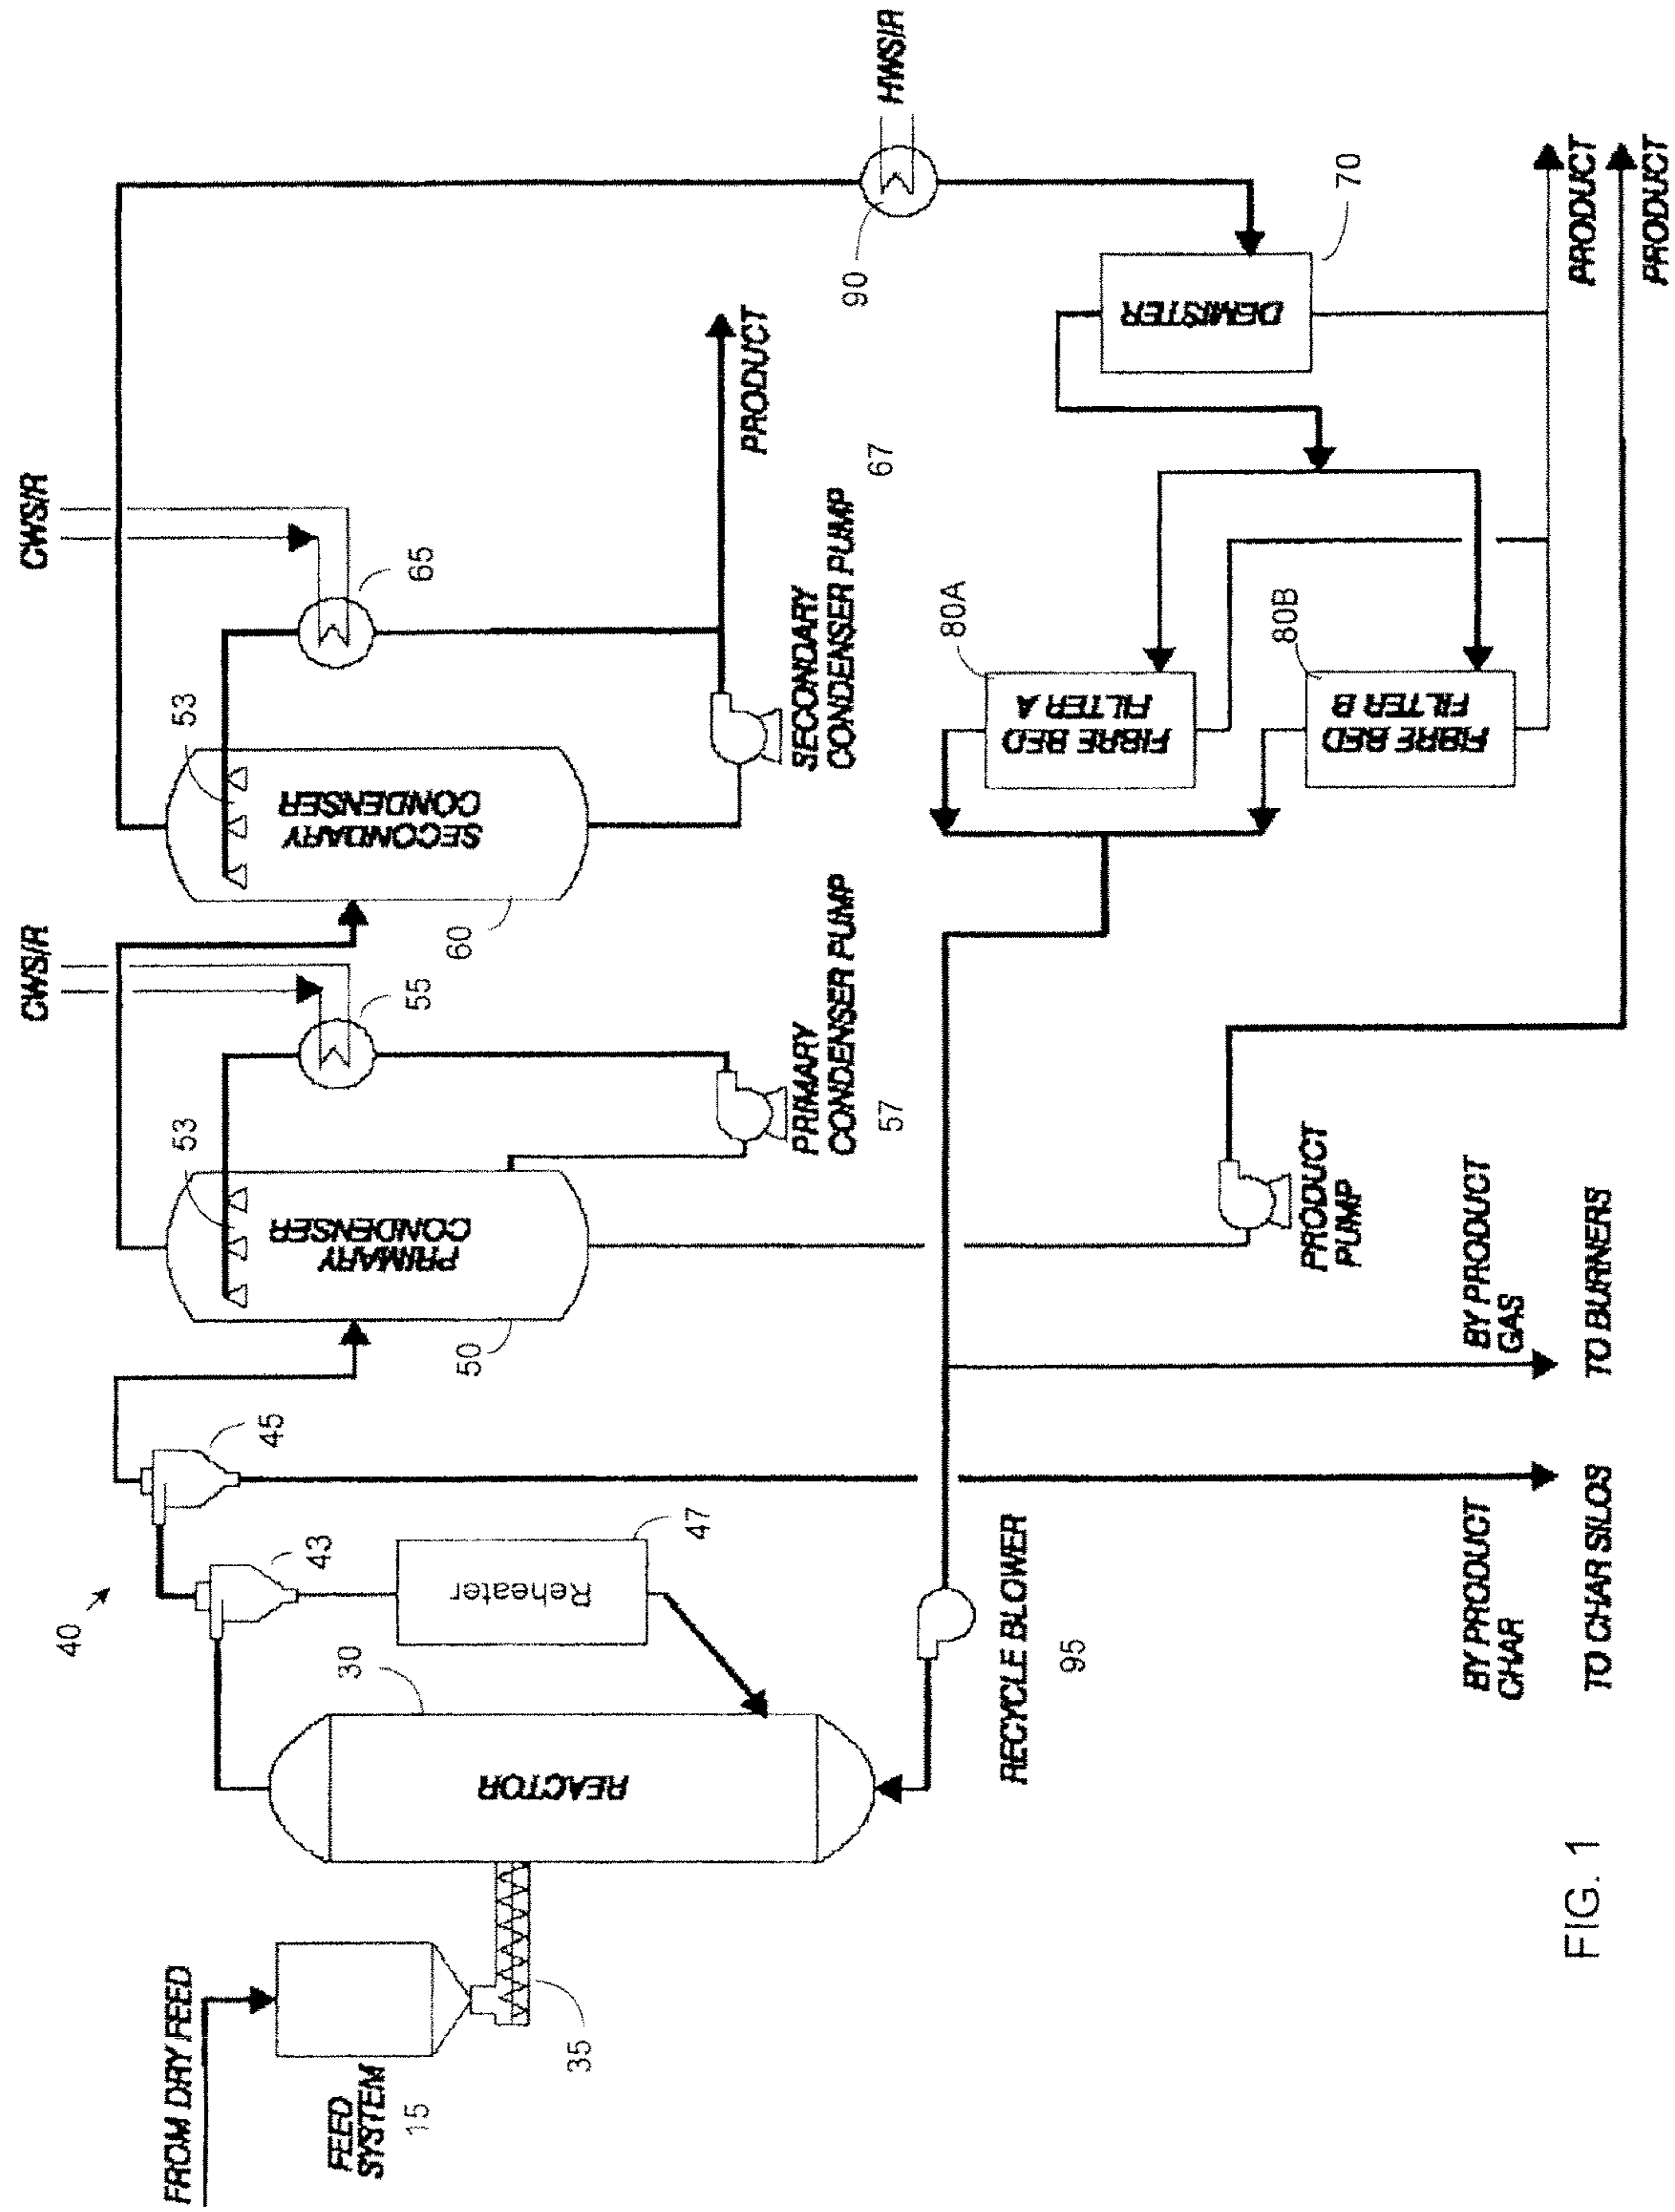 FROM DRY FEED
FEED
SYSTEM
15
35
REACTOR
30
40
43
45
Reheater
47
RECYCLE BLOWER
95
BY PRODUCT
CHAR
TO CHAR SILOS
BY PRODUCT
GAS
TO BURNERS
PRIMARY
CONDENSER
50
53
CWS/R
55
PRIMARY
CONDENSER PUMP
57
PRODUCT
PUMP
SECONDARY
CONDENSER
60
53
CWS/R
65
SECONDARY
CONDENSER PUMP
67
PRODUCT
HWS/R
90
DEMISTER
70
FIBRE BED
FILTER A
80A
FIBRE BED
FILTER B
80B
PRODUCT
PRODUCT
FIG. 1